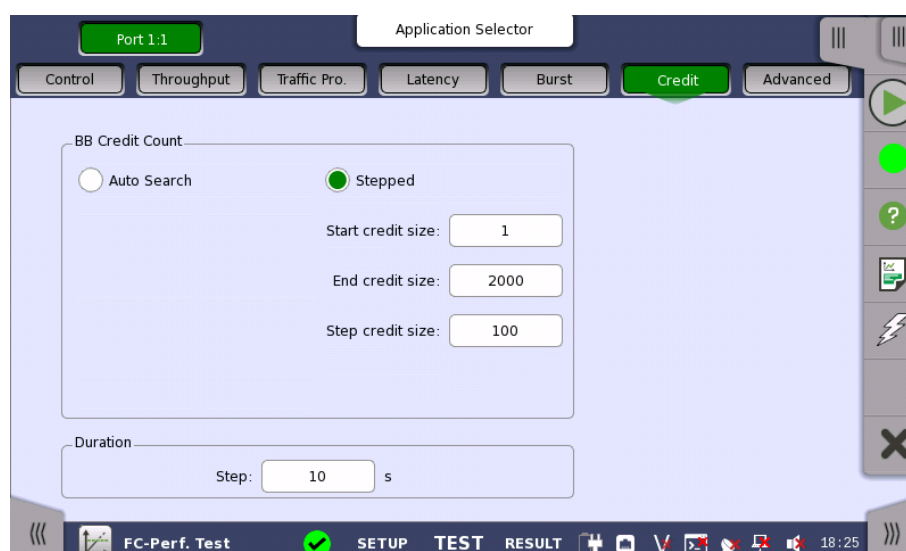 Port 1:1
Application Selector
Control Throughput Traffic Pro. Latency Burst Credit Advanced
BB Credit Count
Auto Search Stepped
Start credit size: 1
End credit size: 2000
Step credit size: 100
Duration
Step: 10 s
FC-Perf. Test SETUP TEST RESULT 18:25